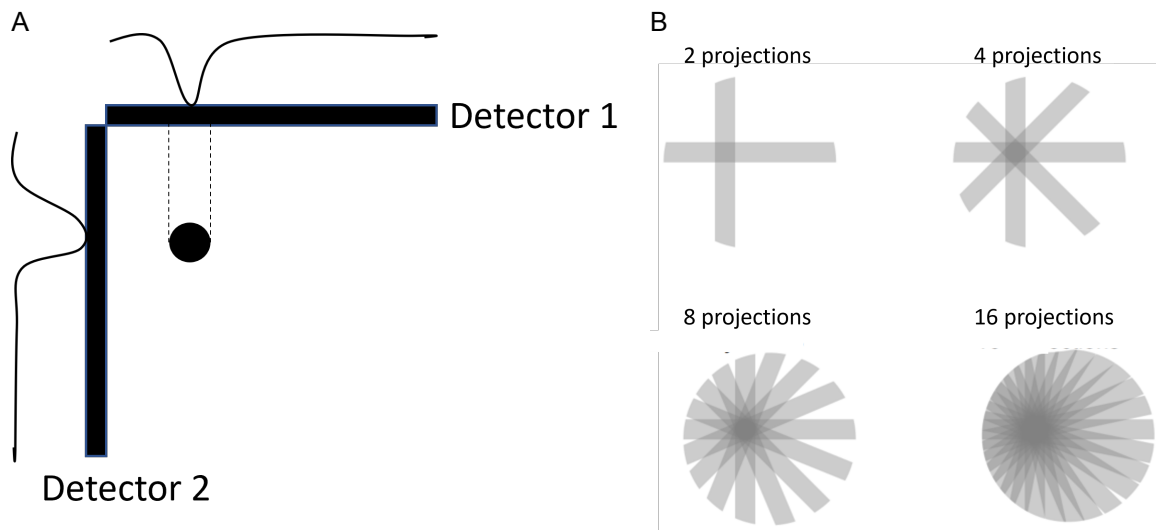 A
B
2 projections
4 projections
Detector 1
8 projections
16 projections
Detector 2